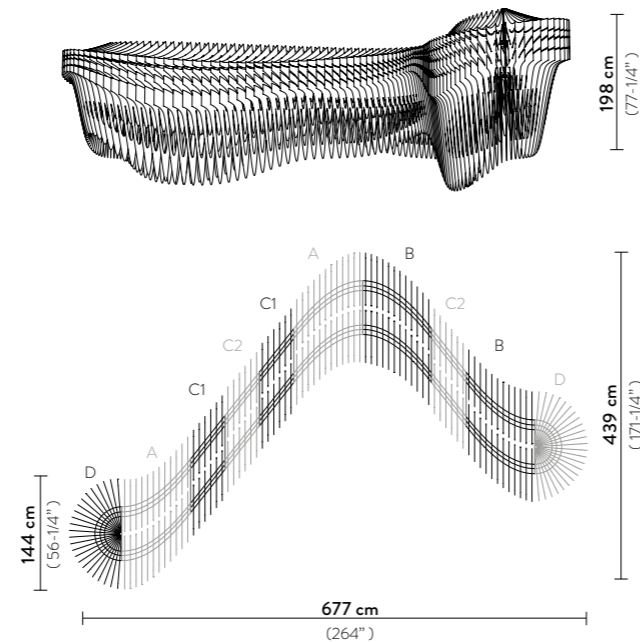 198 cm
(77-1/4")
A
B
C1
C2
C2
B
C1
D
A
D
439 cm
( 171-1/4" )
144 cm
( 56-1/4" )
677 cm
(264")